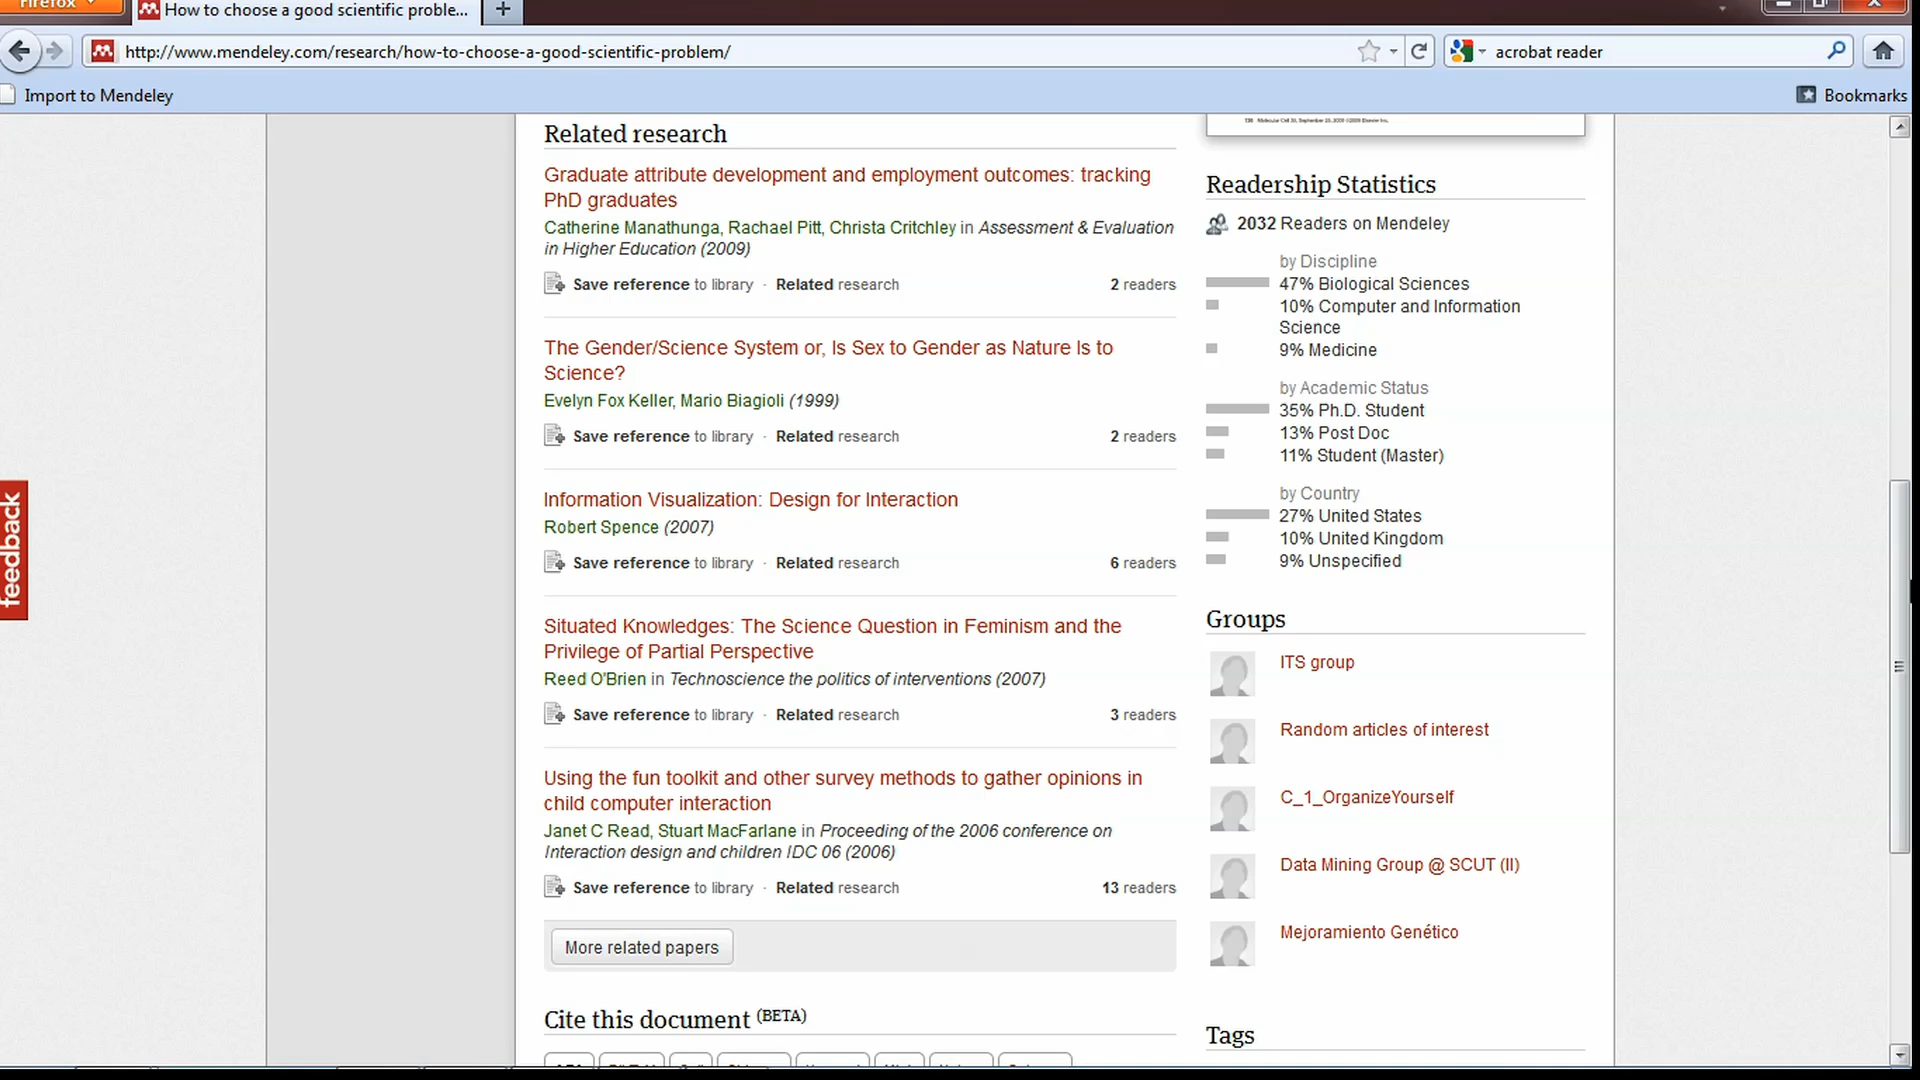 Firefox
How to choose a good scientific proble...
http://www.mendeley.com/research/how-to-choose-a-good-scientific-problem/
acrobat reader
Import to Mendeley
Bookmarks
feedback
Related research
Graduate attribute development and employment outcomes: tracking
PhD graduates
Catherine Manathunga, Rachael Pitt, Christa Critchley in Assessment & Evaluation
in Higher Education (2009)
Save reference to library · Related research 2 readers
The Gender/Science System or, Is Sex to Gender as Nature Is to
Science?
Evelyn Fox Keller, Mario Biagioli (1999)
Save reference to library · Related research 2 readers
Information Visualization: Design for Interaction
Robert Spence (2007)
Save reference to library · Related research 6 readers
Situated Knowledges: The Science Question in Feminism and the
Privilege of Partial Perspective
Reed O'Brien in Technoscience the politics of interventions (2007)
Save reference to library · Related research 3 readers
Using the fun toolkit and other survey methods to gather opinions in
child computer interaction
Janet C Read, Stuart MacFarlane in Proceeding of the 2006 conference on
Interaction design and children IDC 06 (2006)
Save reference to library · Related research 13 readers
More related papers
Cite this document (BETA)
Readership Statistics
2032 Readers on Mendeley
by Discipline
47% Biological Sciences
10% Computer and Information
Science
9% Medicine
by Academic Status
35% Ph.D. Student
13% Post Doc
11% Student (Master)
by Country
27% United States
10% United Kingdom
9% Unspecified
Groups
ITS group
Random articles of interest
C_1_OrganizeYourself
Data Mining Group @ SCUT (II)
Mejoramiento Genético
Tags